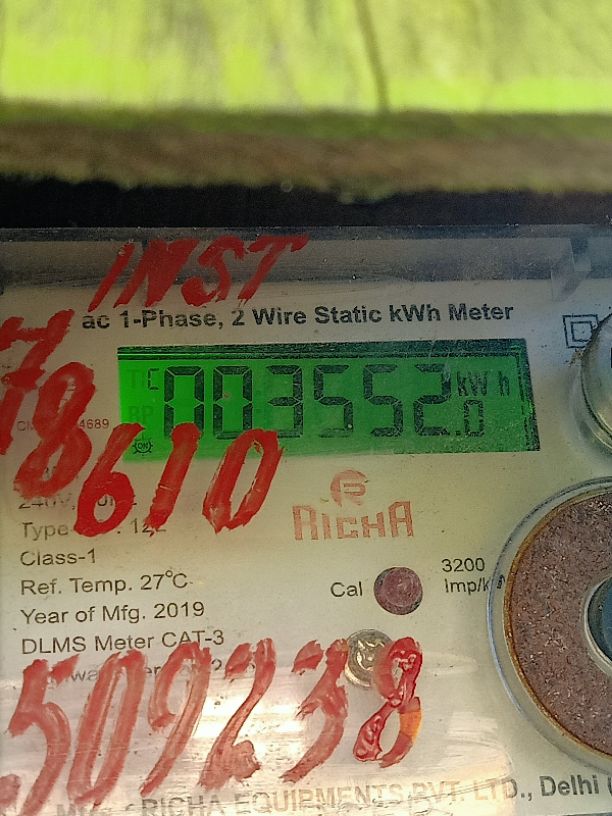 INST
ac 1-Phase, 2 Wire Static kWh Meter
003552.0 kWh
78610
RICHA
Class-1
Cal
3200
Ref. Temp. 27°C
Year of Mfg. 2019
DLMS Meter CAT-3
509238
RICHA EQUIPMENTS PVT. LTD., Delhi